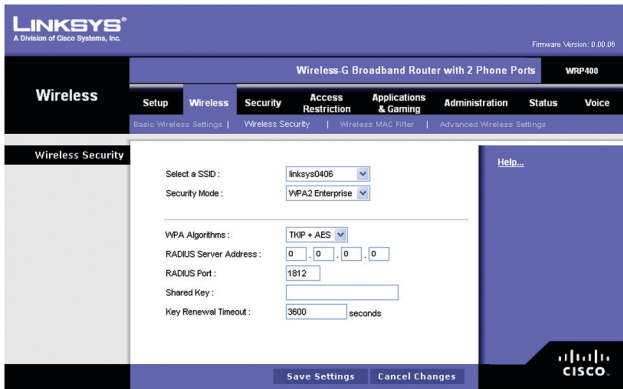 LINKSYS®
A Division of Cisco Systems, Inc.
Firmware Version: 0.00.06
Wireless-G Broadband Router with 2 Phone Ports WRP400
Wireless
Setup Wireless Security Access Restriction Applications & Gaming Administration Status Voice
Basic Wireless Settings | Wireless Security | Wireless MAC Filter | Advanced Wireless Settings
Wireless Security
Help...
Select a SSID : linksys0406
Security Mode : WPA2 Enterprise
WPA Algorithms : TKIP + AES
RADIUS Server Address : 0 . 0 . 0 . 0
RADIUS Port : 1812
Shared Key :
Key Renewal Timeout : 3600 seconds
Save Settings Cancel Changes
CISCO.